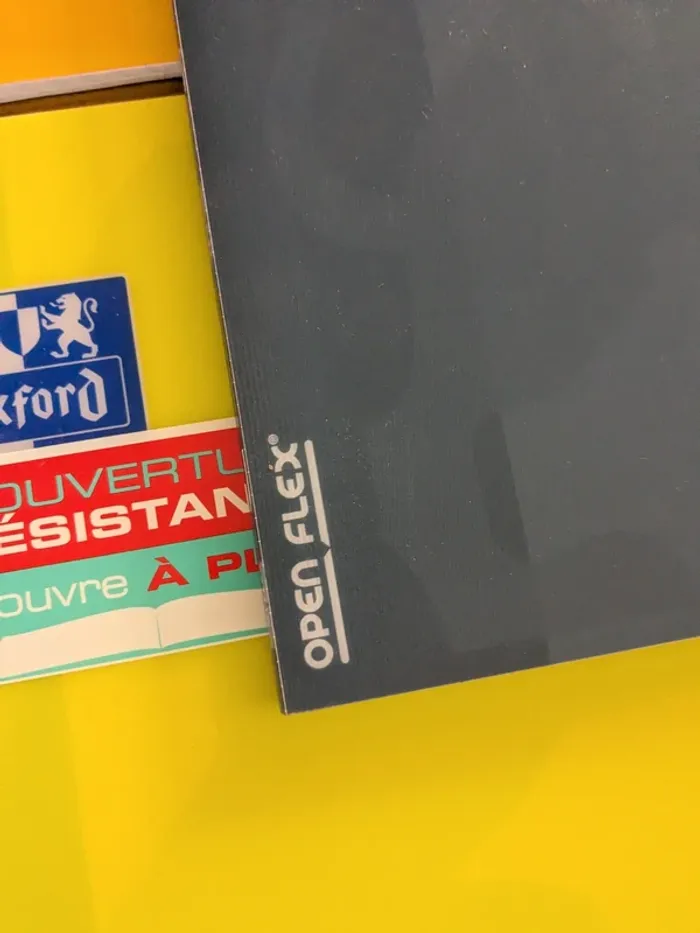 xford
OUVERTU
ÉSISTAN
ouvre À PL
OPEN FLEX®